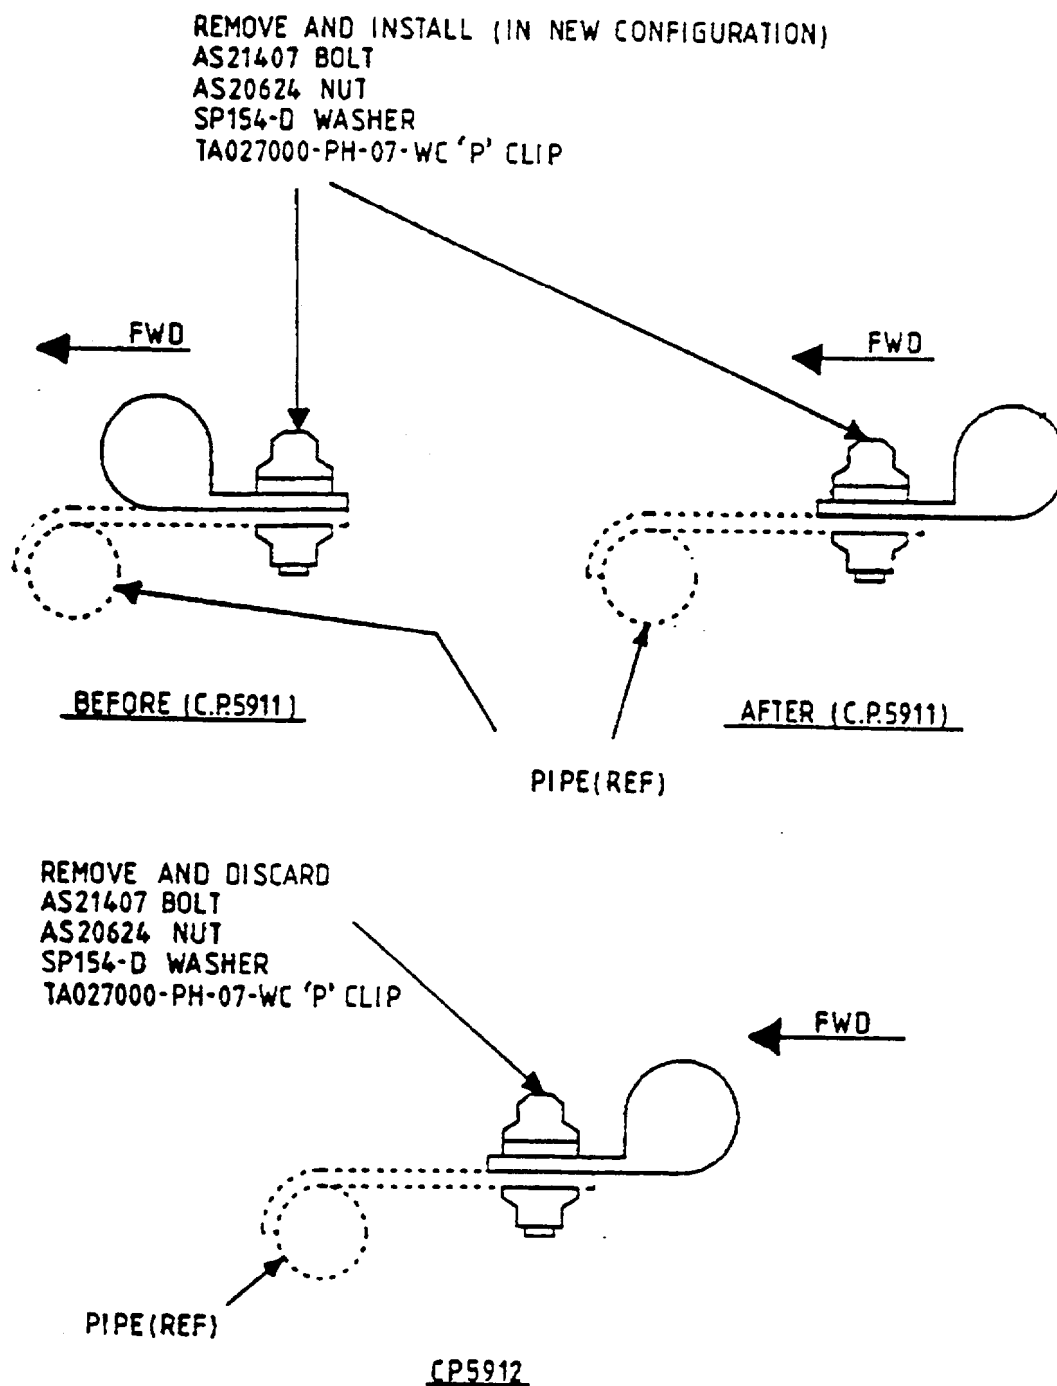 REMOVE AND INSTALL (IN NEW CONFIGURATION)
AS21407 BOLT
AS20624 NUT
SP154-D WASHER
TA027000-PH-07-WC 'P' CLIP
FWD
FWD
BEFORE (C.P.5911)
AFTER (C.P.5911)
PIPE(REF)
REMOVE AND DISCARD
AS21407 BOLT
AS20624 NUT
SP154-D WASHER
TA027000-PH-07-WC 'P' CLIP
FWD
PIPE(REF)
CP5912